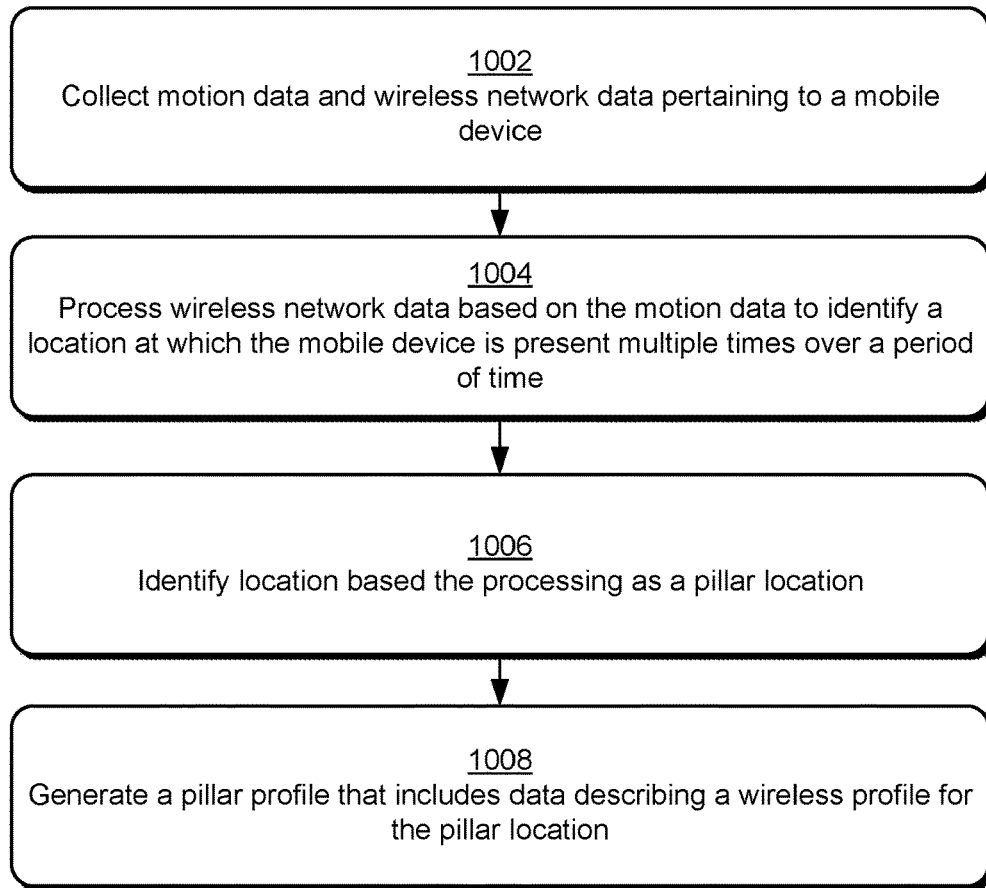 1002
Collect motion data and wireless network data pertaining to a mobile
device
1004
Process wireless network data based on the motion data to identify a
location at which the mobile device is present multiple times over a period
of time
1006
Identify location based the processing as a pillar location
1008
Generate a pillar profile that includes data describing a wireless profile for
the pillar location